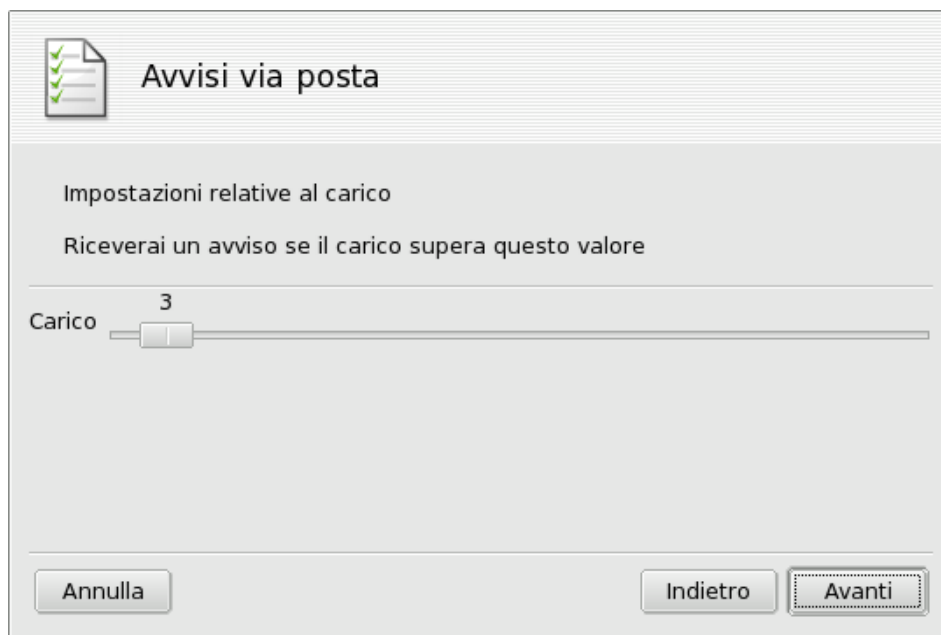 Avvisi via posta
Impostazioni relative al carico
Riceverai un avviso se il carico supera questo valore
3
Carico
Annulla Indietro Avanti